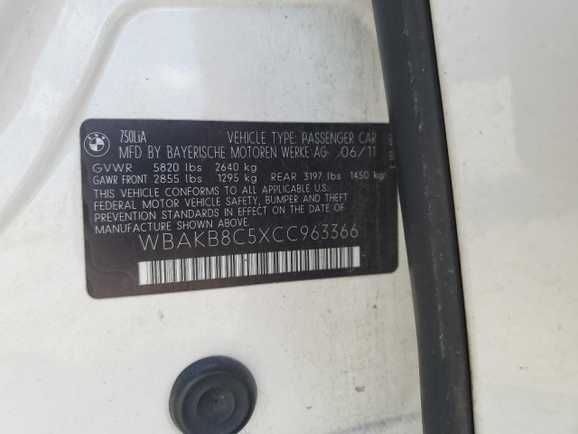 BMW
750LiA VEHICLE TYPE: PASSENGER CAR
MFD BY BAYERISCHE MOTOREN WERKE AG 06/11
GVWR 5820 lbs 2640 kg
GAWR FRONT 2855 lbs 1295 kg REAR 3197 lbs 1450 kg
THIS VEHICLE CONFORMS TO ALL APPLICABLE U.S.
FEDERAL MOTOR VEHICLE SAFETY, BUMPER AND THEFT
PREVENTION STANDARDS IN EFFECT ON THE DATE OF
MANUFACTURE SHOWN ABOVE.
WBAKB8C5XCC963366